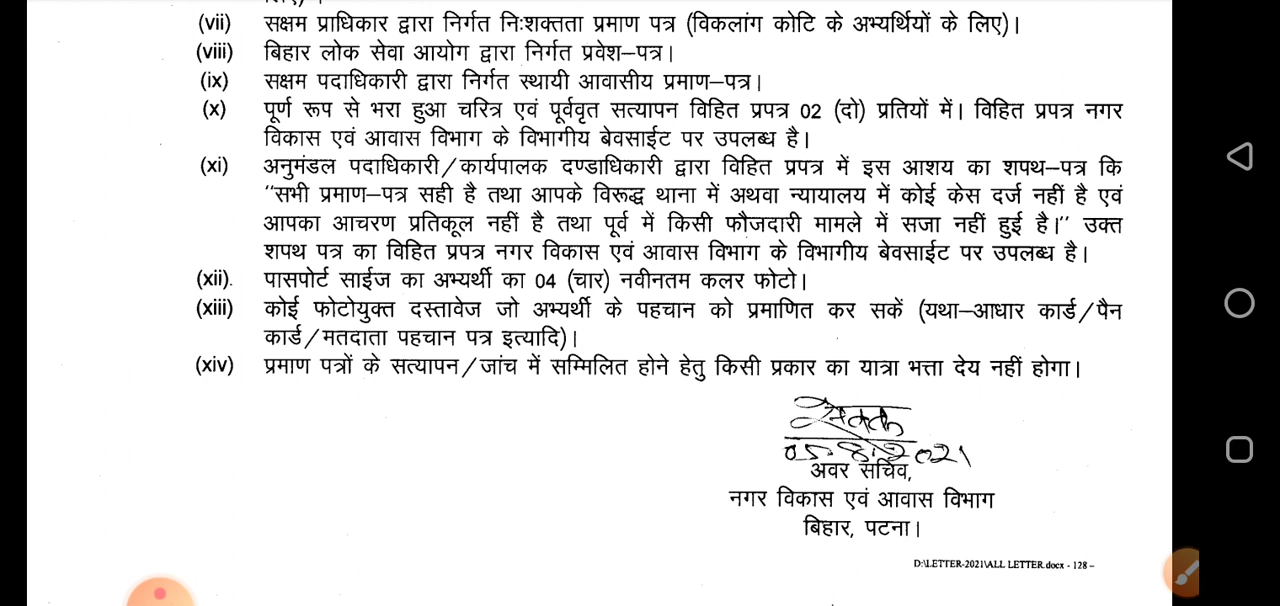 (vii) सक्षम प्राधिकार द्वारा निर्गत निःशक्तता प्रमाण पत्र (विकलांग कोटि के अभ्यर्थियों के लिए)।
(viii) बिहार लोक सेवा आयोग द्वारा निर्गत प्रवेश–पत्र।
(ix) सक्षम पदाधिकारी द्वारा निर्गत स्थायी आवासीय प्रमाण–पत्र।
(x) पूर्ण रूप से भरा हुआ चरित्र एवं पूर्ववृत सत्यापन विहित प्रपत्र 02 (दो) प्रतियों में। विहित प्रपत्र नगर
विकास एवं आवास विभाग के विभागीय बेवसाईट पर उपलब्ध है।
(xi) अनुमंडल पदाधिकारी/कार्यपालक दण्डाधिकारी द्वारा विहित प्रपत्र में इस आशय का शपथ–पत्र कि
"सभी प्रमाण–पत्र सही है तथा आपके विरूद्ध थाना में अथवा न्यायालय में कोई केस दर्ज नहीं है एवं
आपका आचरण प्रतिकूल नहीं है तथा पूर्व में किसी फौजदारी मामले में सजा नहीं हुई है।" उक्त
शपथ पत्र का विहित प्रपत्र नगर विकास एवं आवास विभाग के विभागीय बेवसाईट पर उपलब्ध है।
(xii). पासपोर्ट साईज का अभ्यर्थी का 04 (चार) नवीनतम कलर फोटो।
(xiii) कोई फोटोयुक्त दस्तावेज जो अभ्यर्थी के पहचान को प्रमाणित कर सकें (यथा–आधार कार्ड/पैन
कार्ड/मतदाता पहचान पत्र इत्यादि)।
(xiv) प्रमाण पत्रों के सत्यापन/जांच में सम्मिलित होने हेतु किसी प्रकार का यात्रा भत्ता देय नहीं होगा।
05.8.2021
अवर सचिव,
नगर विकास एवं आवास विभाग
बिहार, पटना।
D:\LETTER-2021\ALL LETTER.docx - 128 –